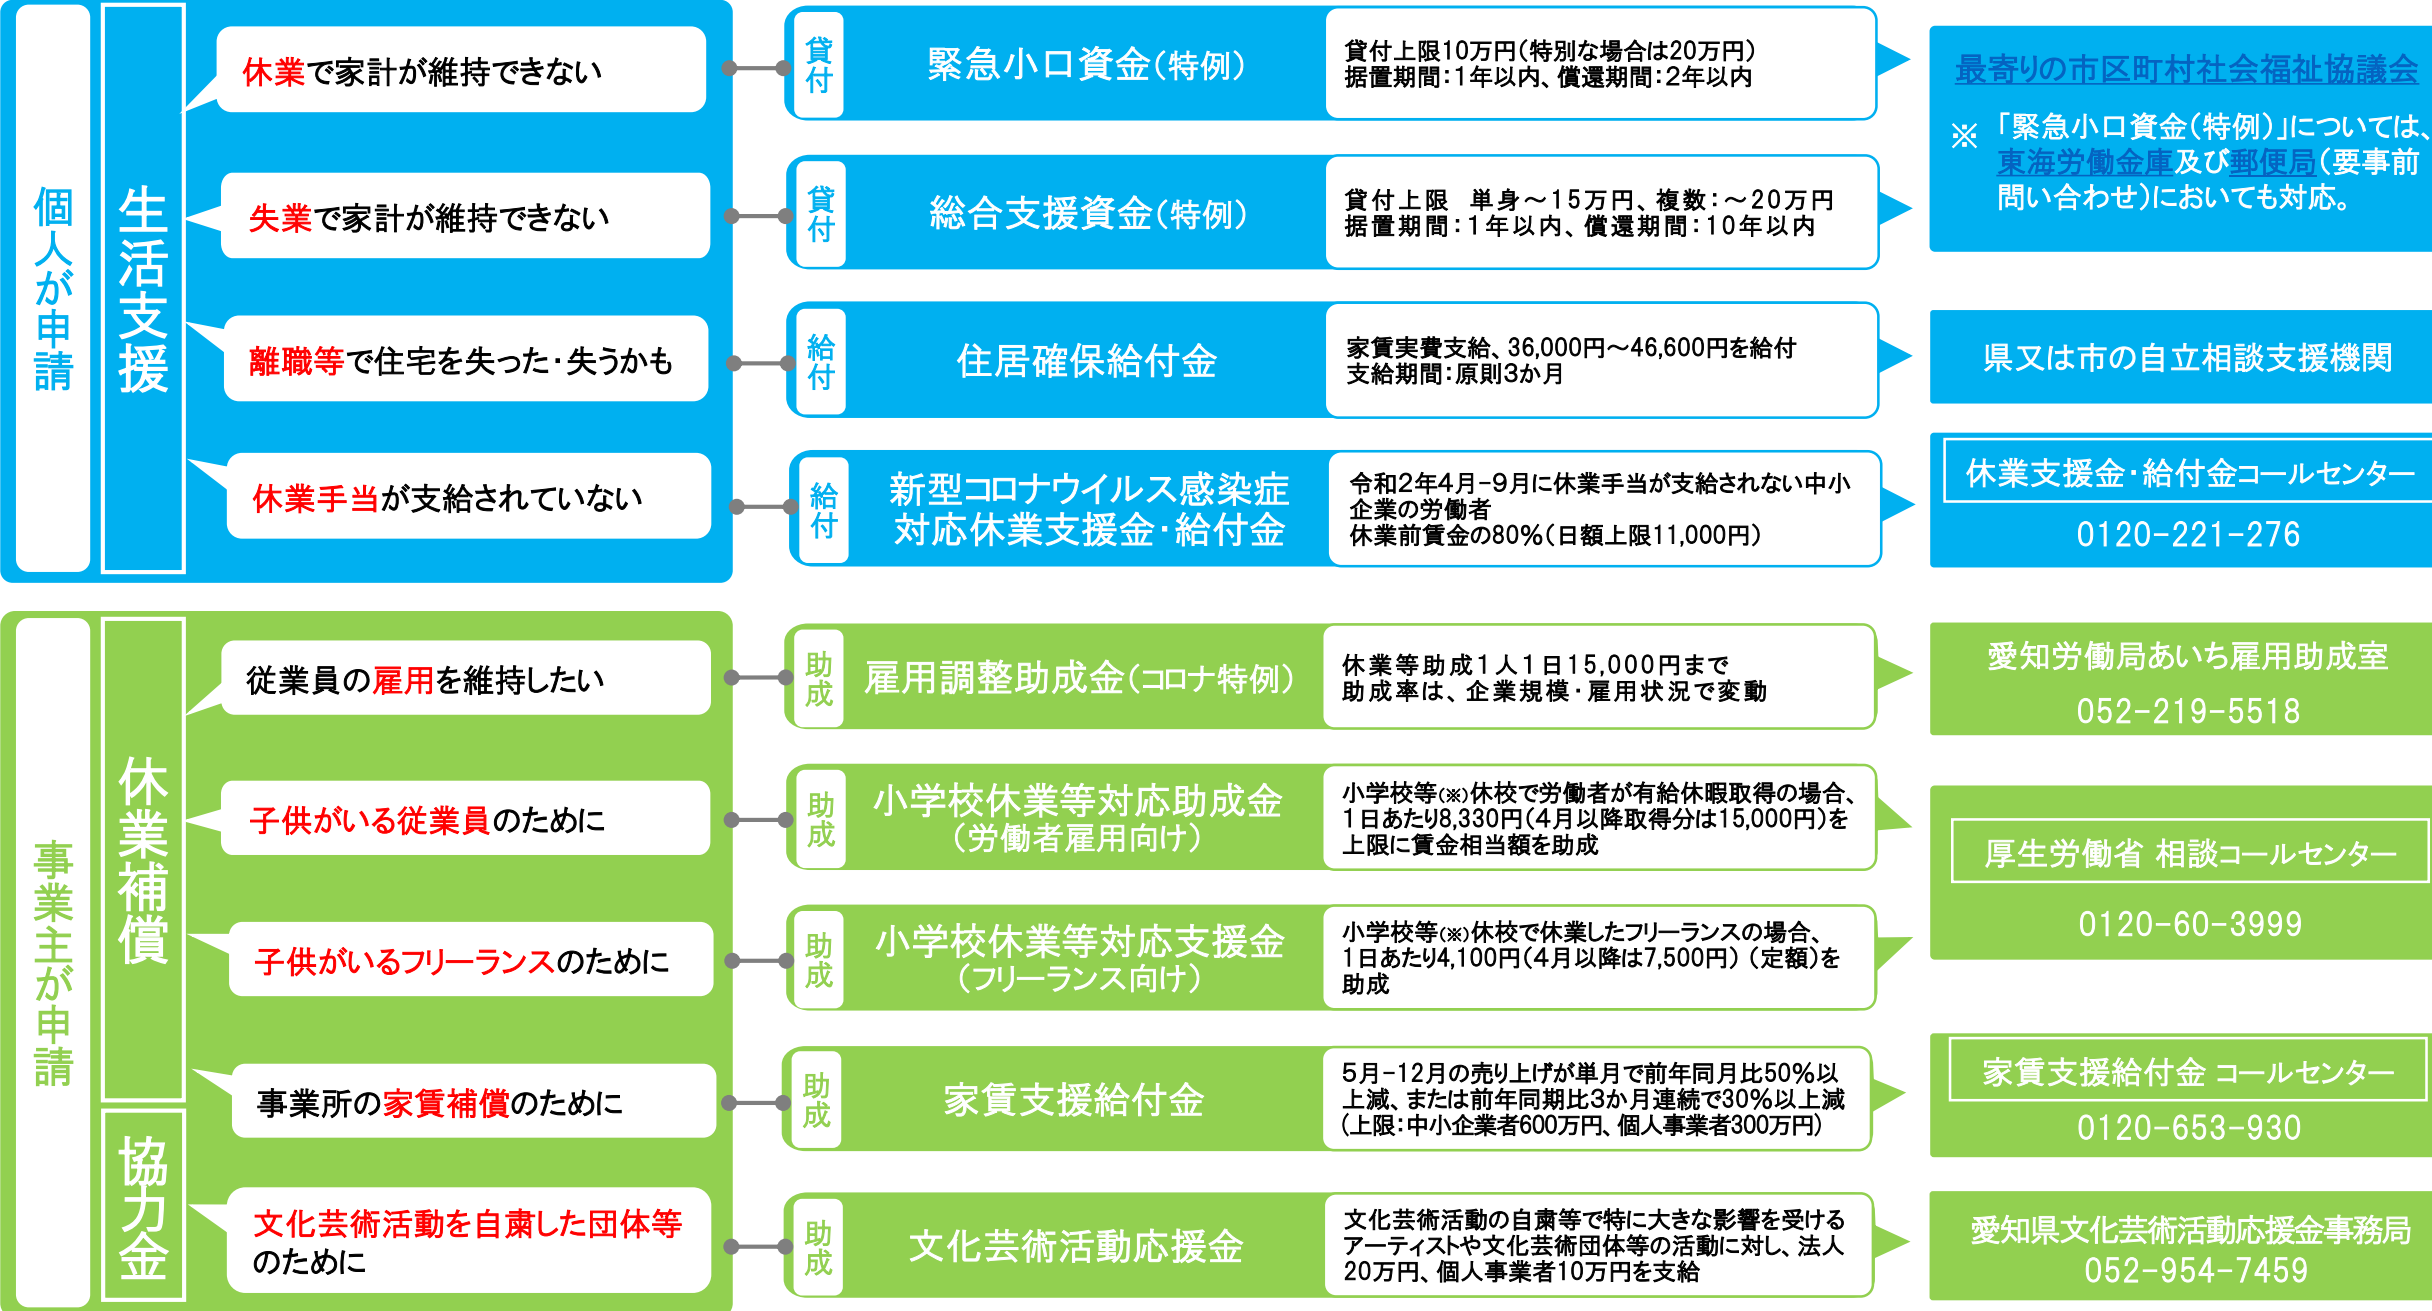 個人が申請
生活支援
休業で家計が維持できない
貸付
緊急小口資金(特例)
貸付上限10万円(特別な場合は20万円)
据置期間:1年以内、償還期間:2年以内
最寄りの市区町村社会福祉協議会
※ 「緊急小口資金(特例)」については、
東海労働金庫及び郵便局(要事前
問い合わせ)においても対応。
失業で家計が維持できない
貸付
総合支援資金(特例)
貸付上限 単身~15万円、複数:~20万円
据置期間:1年以内、償還期間:10年以内
離職等で住宅を失った・失うかも
給付
住居確保給付金
家賃実費支給、36,000円~46,600円を給付
支給期間:原則3か月
県又は市の自立相談支援機関
休業手当が支給されていない
給付
新型コロナウイルス感染症
対応休業支援金・給付金
令和2年4月-9月に休業手当が支給されない中小
企業の労働者
休業前賃金の80%(日額上限11,000円)
休業支援金・給付金コールセンター
0120-221-276
事業主が申請
休業補償
従業員の雇用を維持したい
助成
雇用調整助成金(コロナ特例)
休業等助成1人1日15,000円まで
助成率は、企業規模・雇用状況で変動
愛知労働局あいち雇用助成室
052-219-5518
子供がいる従業員のために
助成
小学校休業等対応助成金
(労働者雇用向け)
小学校等(※)休校で労働者が有給休暇取得の場合、
1日あたり8,330円(4月以降取得分は15,000円)を
上限に賃金相当額を助成
厚生労働省 相談コールセンター
0120-60-3999
子供がいるフリーランスのために
助成
小学校休業等対応支援金
(フリーランス向け)
小学校等(※)休校で休業したフリーランスの場合、
1日あたり4,100円(4月以降は7,500円) (定額)を
助成
事業所の家賃補償のために
助成
家賃支援給付金
5月-12月の売り上げが単月で前年同月比50%以
上減、または前年同期比3か月連続で30%以上減
(上限:中小企業者600万円、個人事業者300万円)
家賃支援給付金 コールセンター
0120-653-930
協力金
文化芸術活動を自粛した団体等
のために
助成
文化芸術活動応援金
文化芸術活動の自粛等で特に大きな影響を受ける
アーティストや文化芸術団体等の活動に対し、法人
20万円、個人事業者10万円を支給
愛知県文化芸術活動応援金事務局
052-954-7459